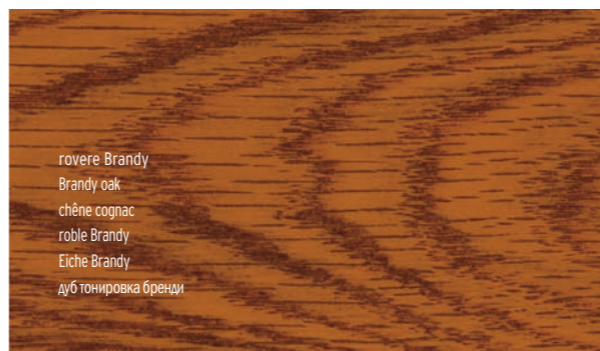 rovere Brandy
Brandy oak
chêne cognac
roble Brandy
Eiche Brandy
дуб тонировка бренди